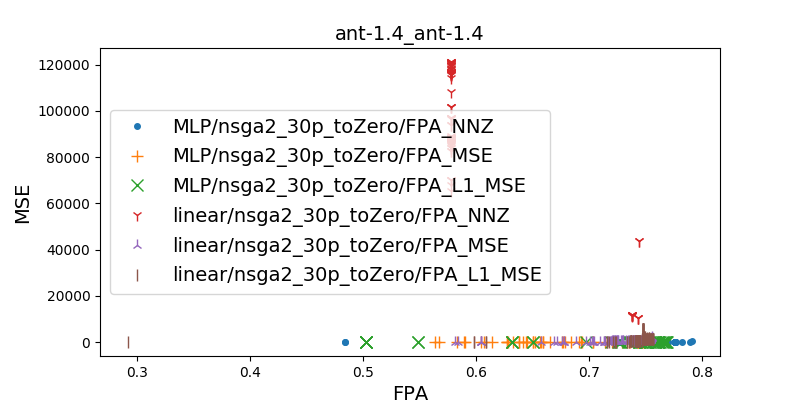 ant-1.4_ant-1.4
120000
100000
80000
60000
40000
20000
0
MSE
MLP/nsga2_30p_toZero/FPA_NNZ
MLP/nsga2_30p_toZero/FPA_MSE
MLP/nsga2_30p_toZero/FPA_L1_MSE
linear/nsga2_30p_toZero/FPA_NNZ
linear/nsga2_30p_toZero/FPA_MSE
linear/nsga2_30p_toZero/FPA_L1_MSE
0.3 0.4 0.5 0.6 0.7 0.8
FPA